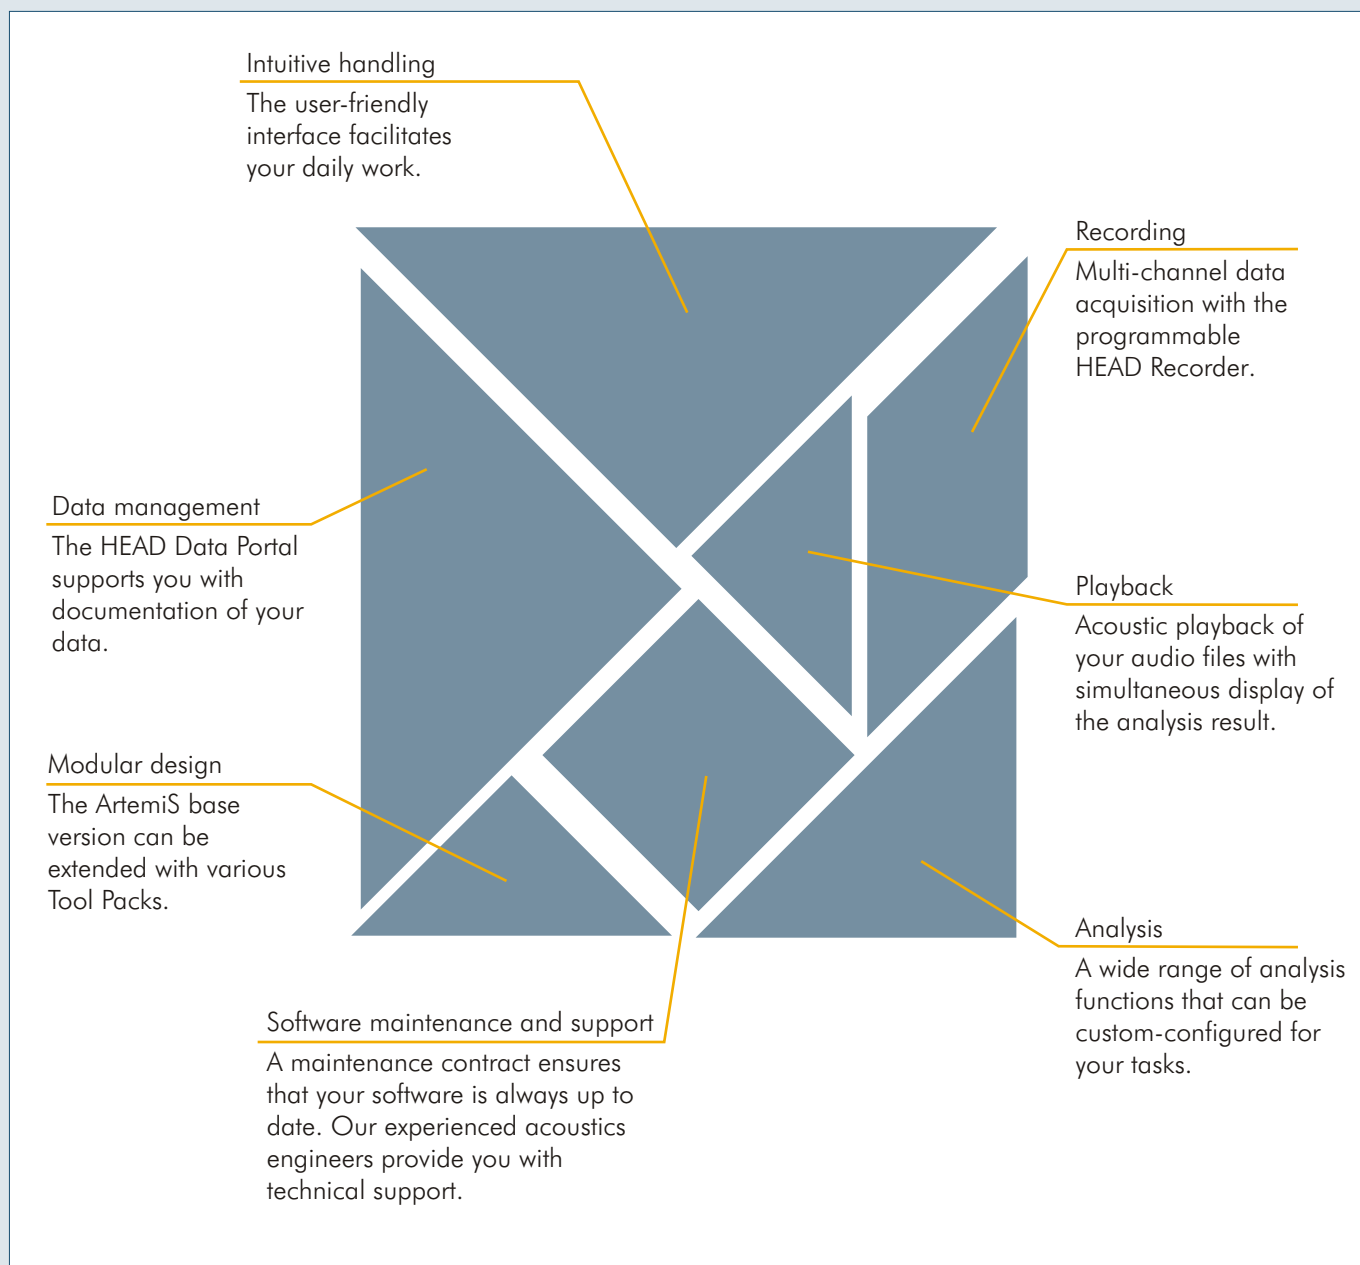 Intuitive handling
The user-friendly
interface facilitates
your daily work.
Recording
Multi-channel data
acquisition with the
programmable
HEAD Recorder.
Data management
The HEAD Data Portal
supports you with
documentation of your
data.
Playback
Acoustic playback of
your audio files with
simultaneous display of
the analysis result.
Modular design
The ArtemiS base
version can be
extended with various
Tool Packs.
Analysis
A wide range of analysis
functions that can be
custom-configured for
your tasks.
Software maintenance and support
A maintenance contract ensures
that your software is always up to
date. Our experienced acoustics
engineers provide you with
technical support.